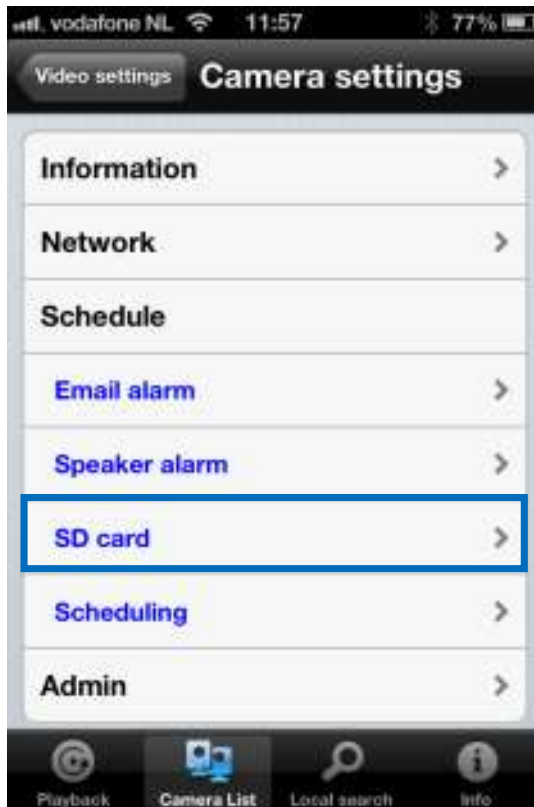 vodafone NL 11:57 77%
Video settings Camera settings
Information
Network
Schedule
Email alarm
Speaker alarm
SD card
Scheduling
Admin
Playback Camera List Local search Info